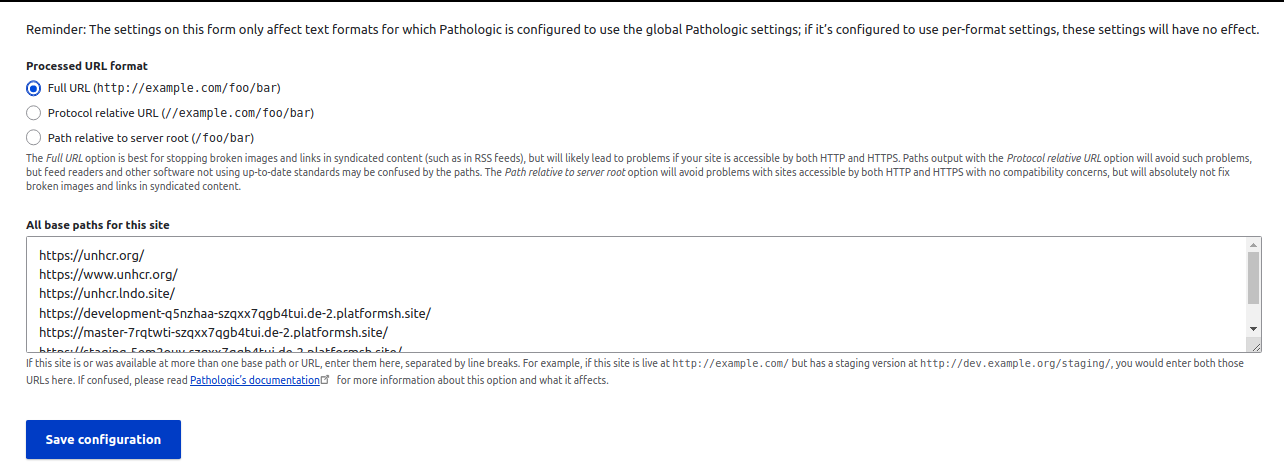 Reminder: The settings on this form only affect text formats for which Pathologic is configured to use the global Pathologic settings; if it's configured to use per-format settings, these settings will have no effect.
Processed URL format
Full URL (http://example.com/foo/bar)
Protocol relative URL (//example.com/foo/bar)
Path relative to server root (/foo/bar)
The Full URL option is best for stopping broken images and links in syndicated content (such as in RSS feeds), but will likely lead to problems if your site is accessible by both HTTP and HTTPS. Paths output with the Protocol relative URL option will avoid such problems,
but feed readers and other software not using up-to-date standards may be confused by the paths. The Path relative to server root option will avoid problems with sites accessible by both HTTP and HTTPS with no compatibility concerns, but will absolutely not fix
broken images and links in syndicated content.
All base paths for this site
https://unhcr.org/
https://www.unhcr.org/
https://unhcr.lndo.site/
https://development-q5nzhaa-szqxx7qgb4tui.de-2.platformsh.site/
https://master-7rqtwti-szqxx7qgb4tui.de-2.platformsh.site/
If this site is or was available at more than one base path or URL, enter them here, separated by line breaks. For example, if this site is live at http://example.com/ but has a staging version at http://dev.example.org/staging/, you would enter both those
URLs here. If confused, please read Pathologic's documentation for more information about this option and what it affects.
Save configuration